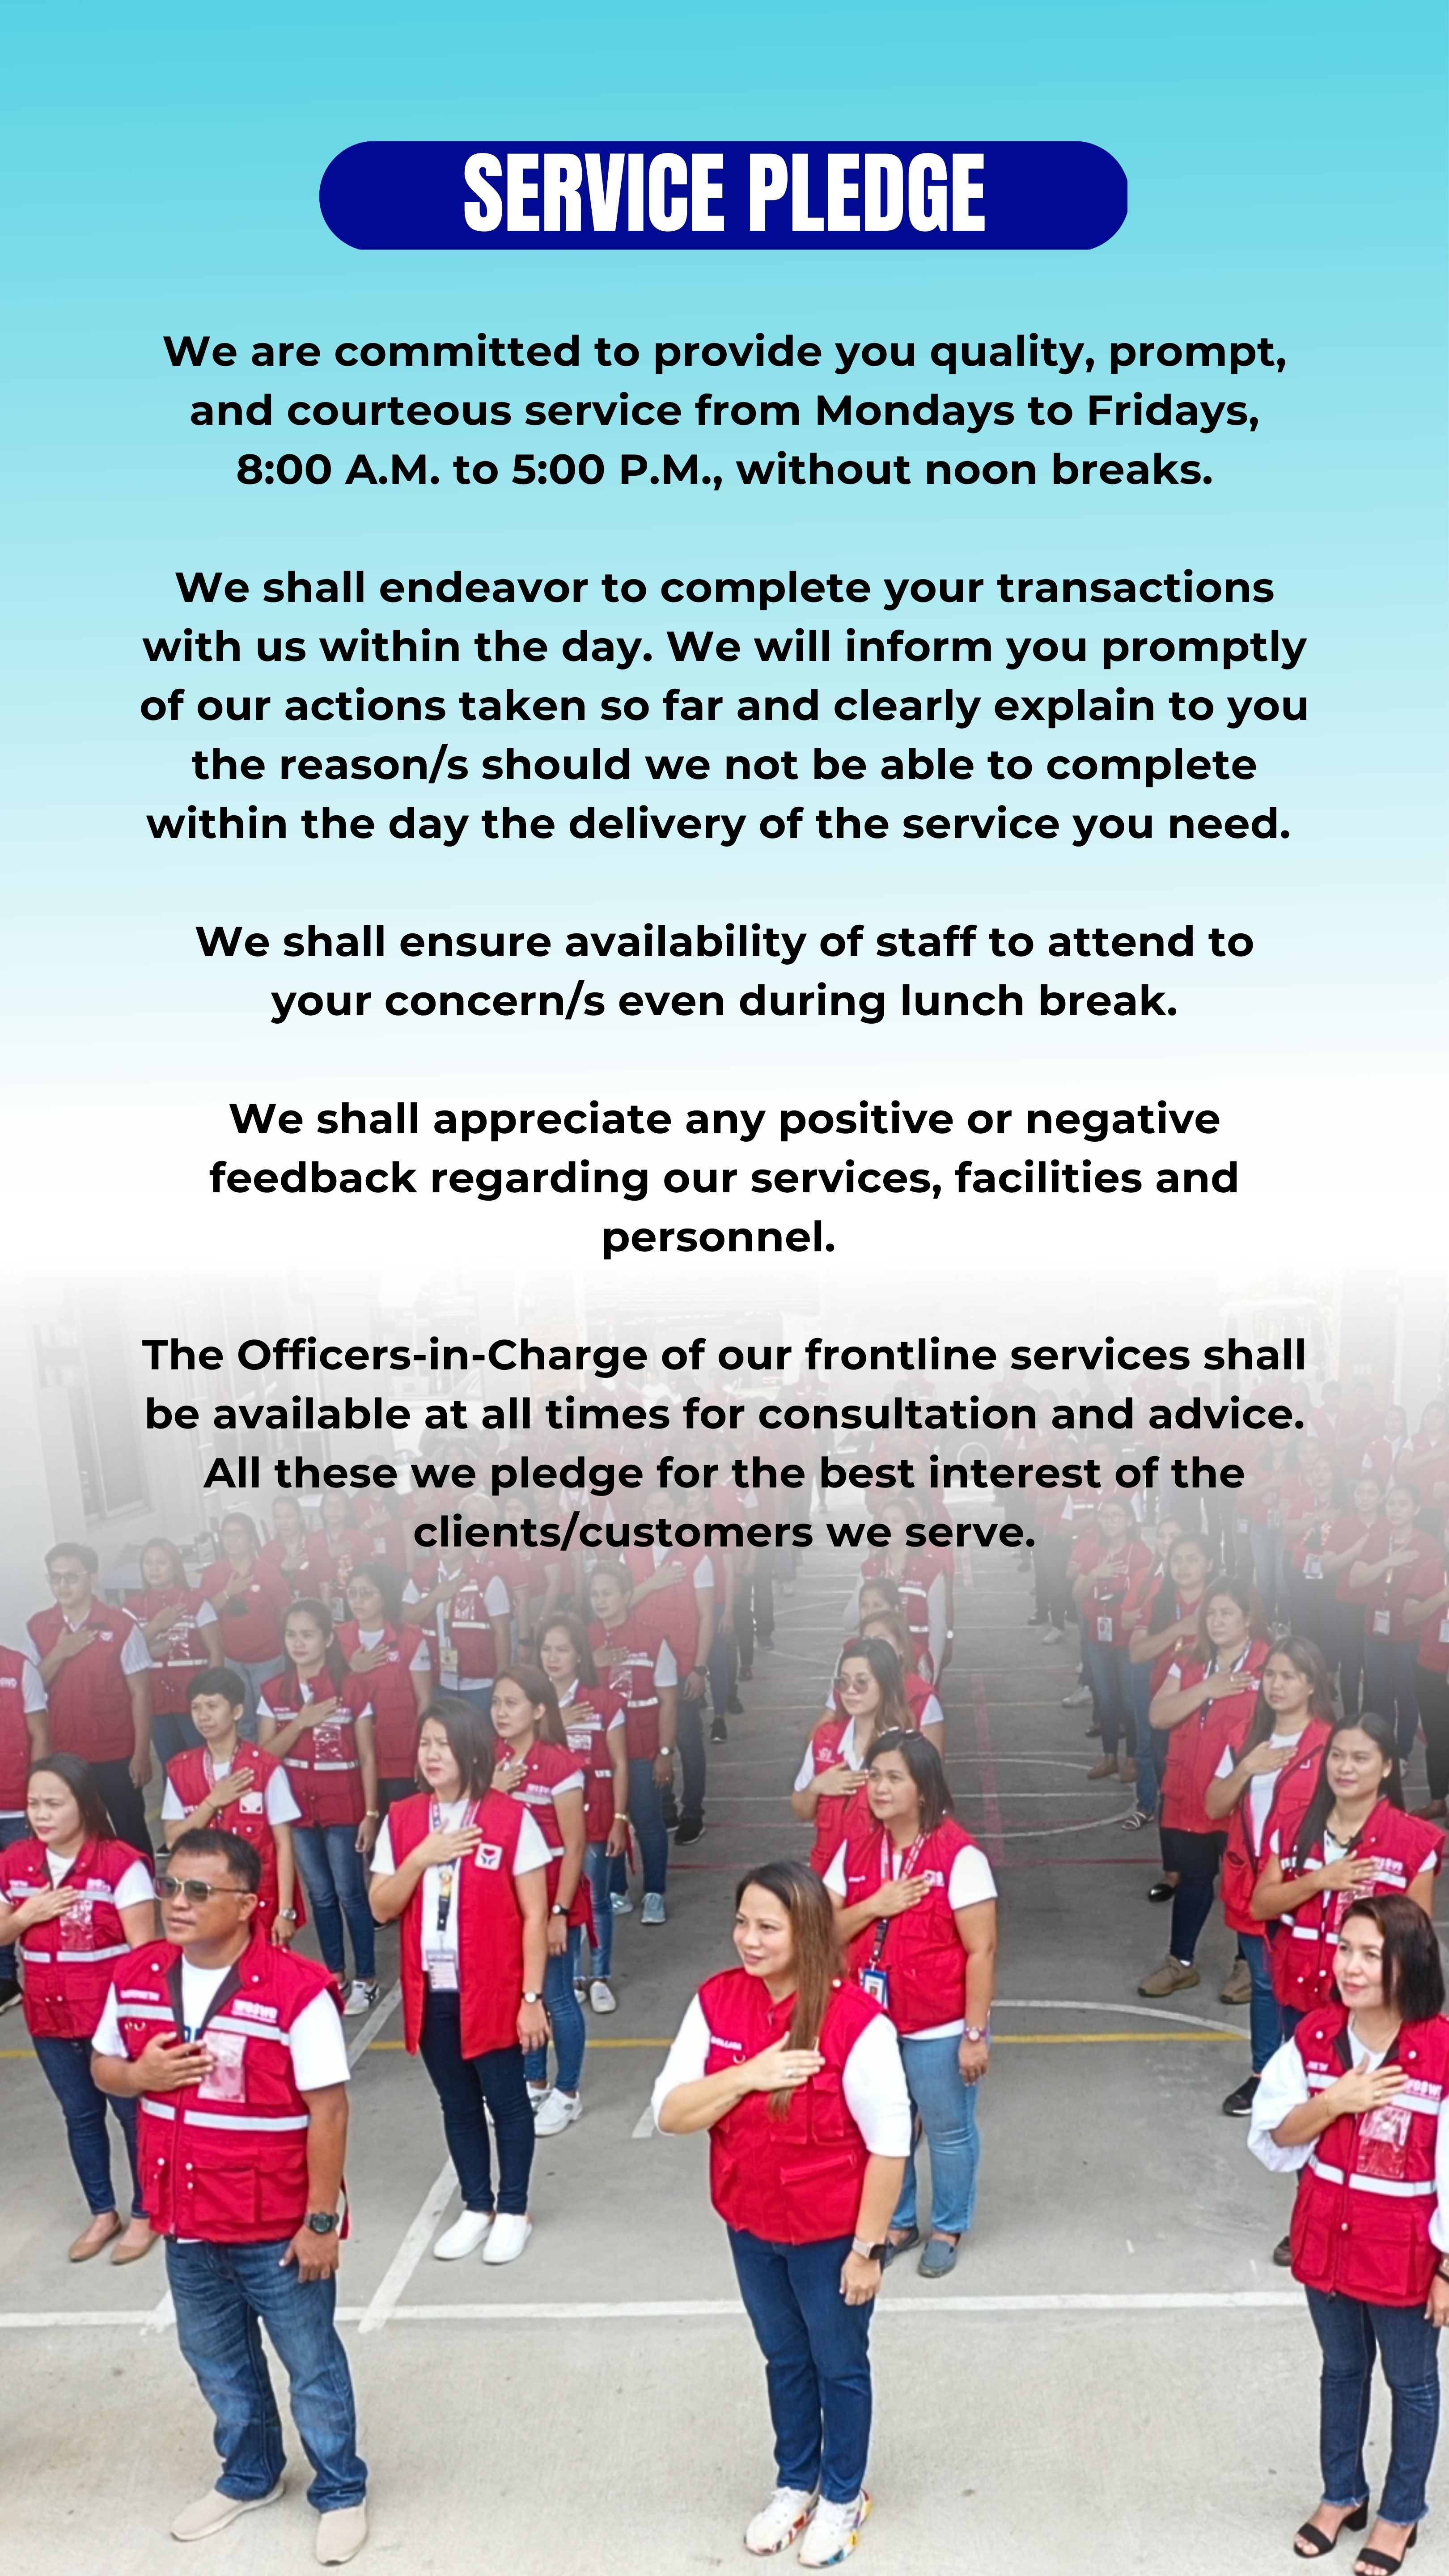 SERVICE PLEDGE
We are committed to provide you quality, prompt,
and courteous service from Mondays to Fridays,
8:00 A.M. to 5:00 P.M., without noon breaks.
We shall endeavor to complete your transactions
with us within the day. We will inform you promptly
of our actions taken so far and clearly explain to you
the reason/s should we not be able to complete
within the day the delivery of the service you need.
We shall ensure availability of staff to attend to
your concern/s even during lunch break.
We shall appreciate any positive or negative
feedback regarding our services, facilities and
personnel.
The Officers-in-Charge of our frontline services shall
be available at all times for consultation and advice.
All these we pledge for the best interest of the
clients/customers we serve.